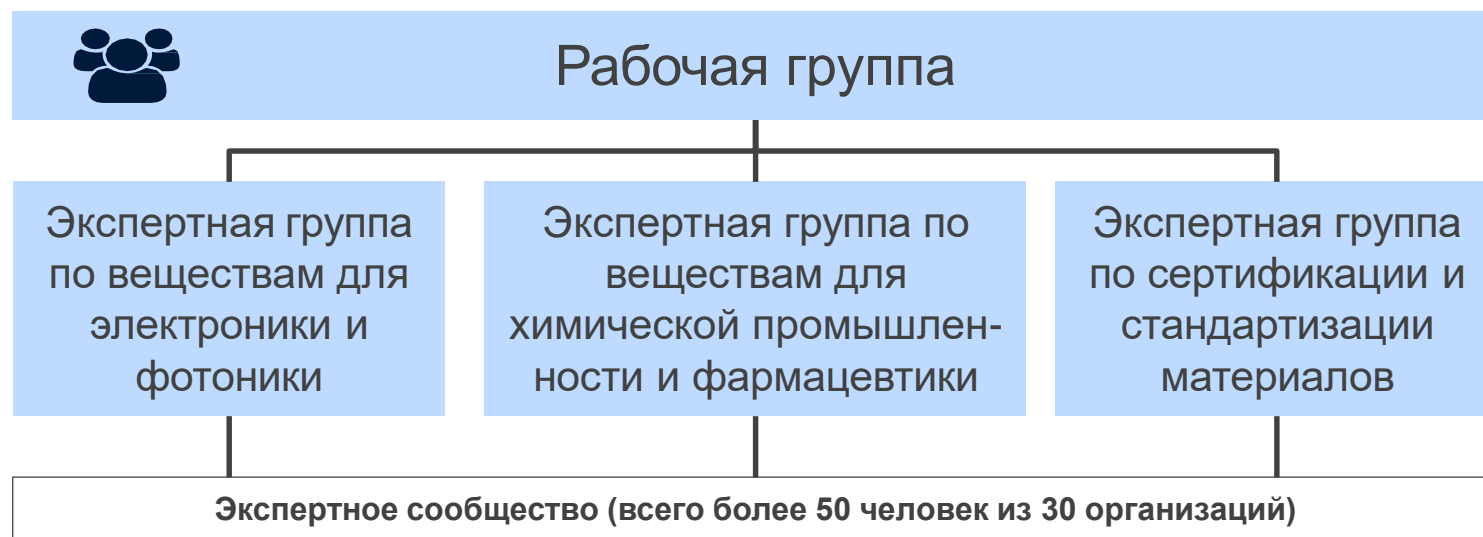 Рабочая группа
Экспертная группа
по веществам для
электроники и
фотоники
Экспертная группа по
веществам для
химической промышлен-
ности и фармацевтики
Экспертная группа
по сертификации и
стандартизации
материалов
Экспертное сообщество (всего более 50 человек из 30 организаций)